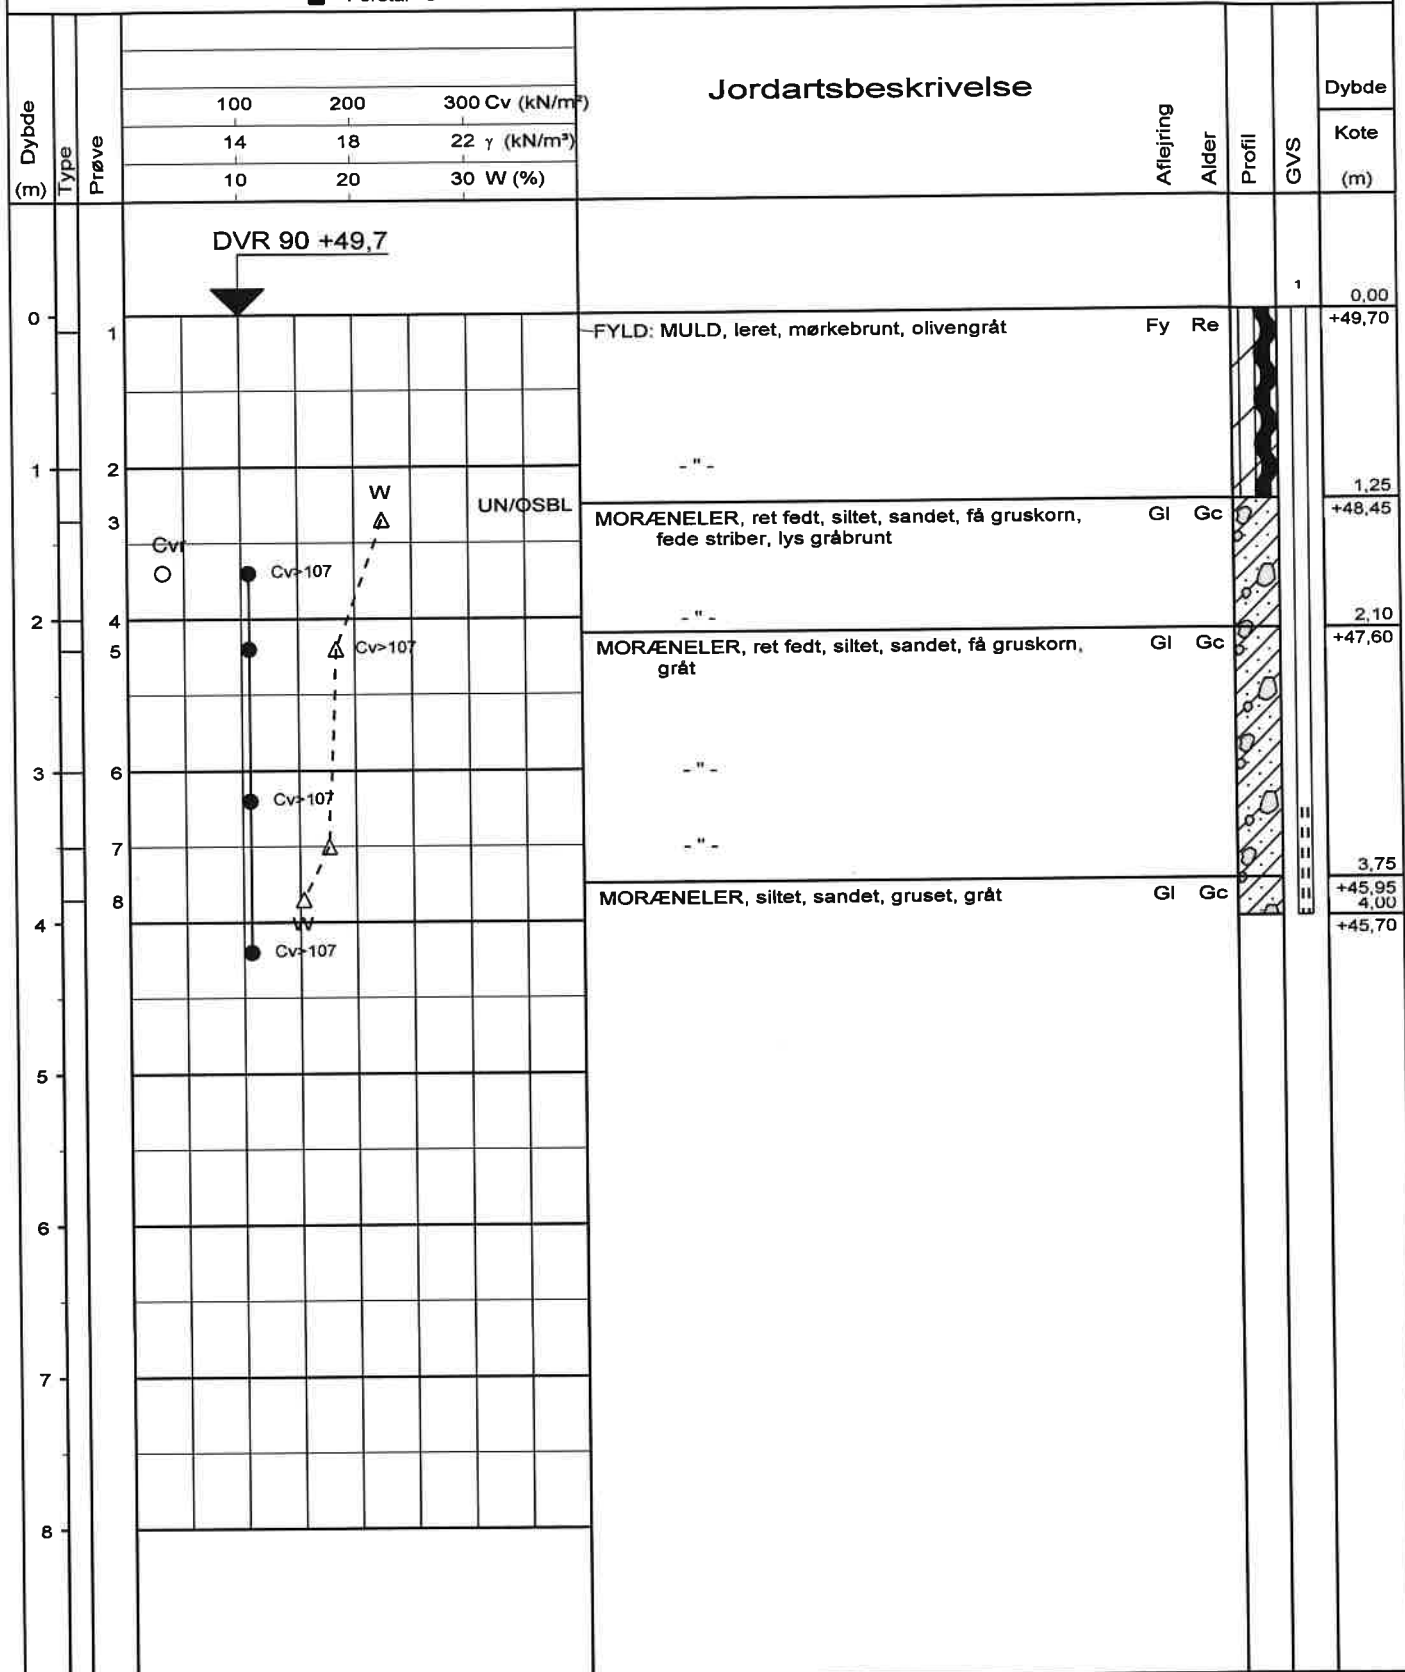 Jordartsbeskrivelse
Dybde (m)
Type
Prøve
100 200 300 Cv (kN/m²)
14 18 22 γ (kN/m³)
10 20 30 W (%)
Aflejring
Alder
Profil
GVS
Dybde
Kote
(m)
DVR 90 +49,7
1
0,00
0 1 FYLD: MULD, leret, mørkebrunt, olivengråt Fy Re +49,70
1 2 - " -
1,25
W UN/OSBL
3 MORÆNELER, ret fedt, siltet, sandet, få gruskorn, Gl Gc +48,45
fede striber, lys gråbrunt
Cvr
Cv>107
2 4 - " - 2,10
5 Cv>107 MORÆNELER, ret fedt, siltet, sandet, få gruskorn, Gl Gc +47,60
gråt
3 6 - " -
Cv>107
7 - " -
3,75
8 MORÆNELER, siltet, sandet, gruset, gråt Gl Gc +45,95
4,00
4 W +45,70
Cv>107
5
6
7
8